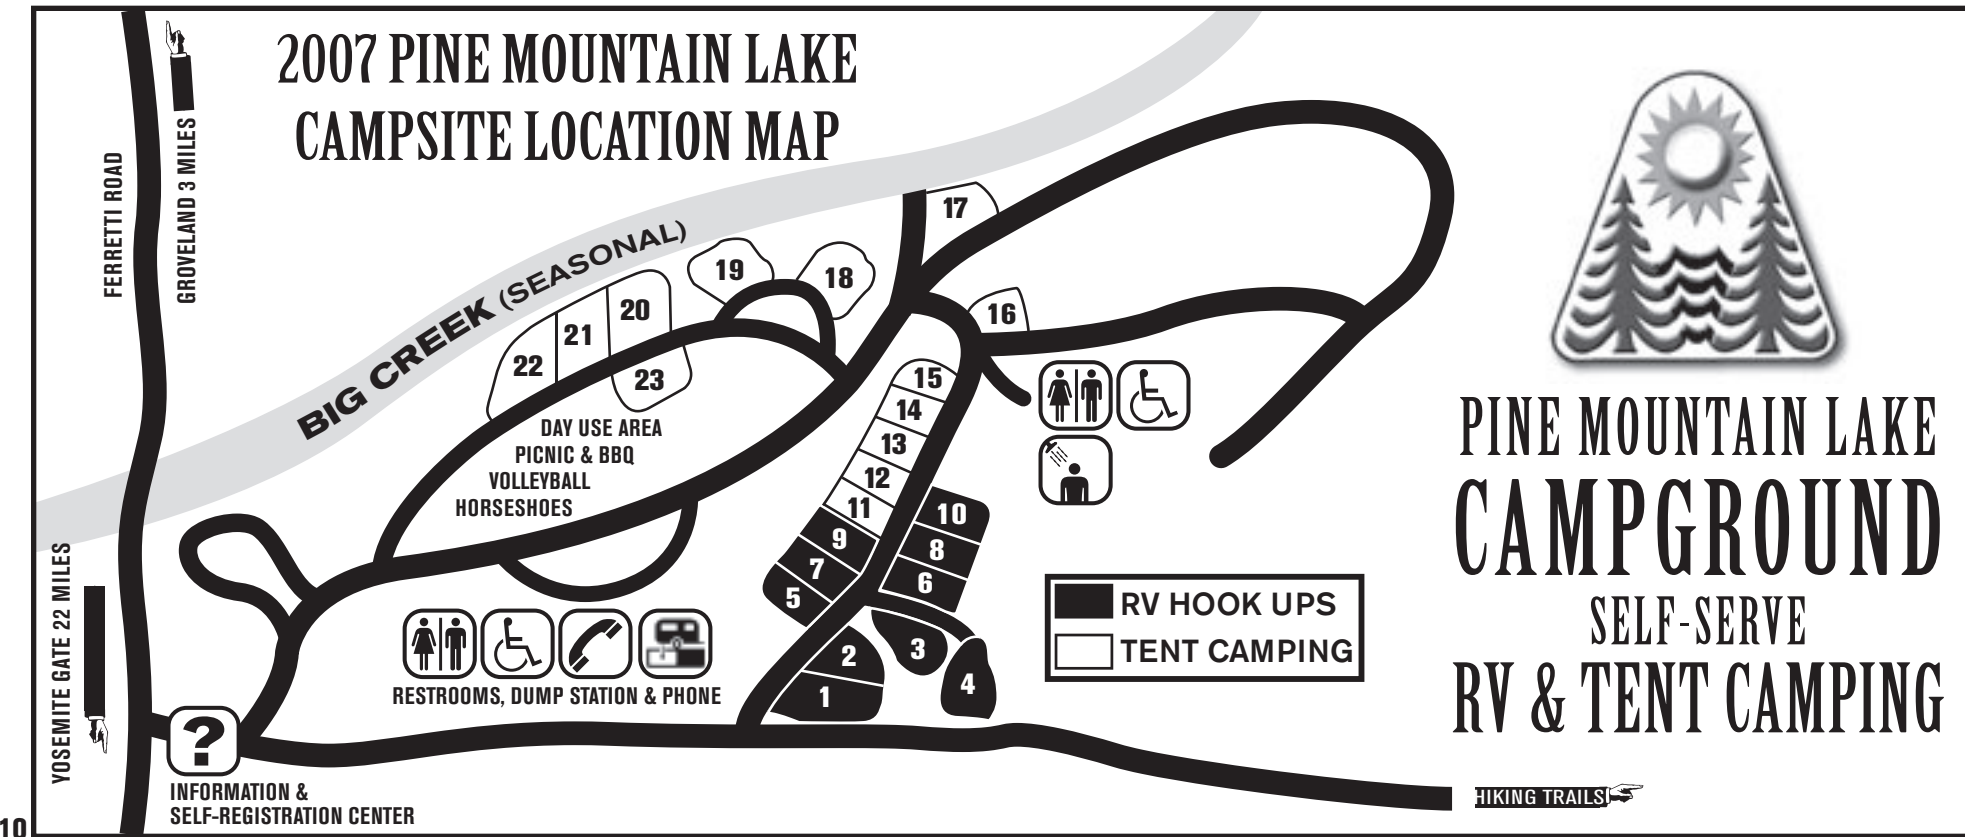 2007 PINE MOUNTAIN LAKE
CAMPSITE LOCATION MAP
FERRETTI ROAD
GROVELAND 3 MILES
BIG CREEK (SEASONAL)
17
19
18
20
21
22
23
16
15
14
13
12
11
10
9
8
7
6
5
3
2
4
1
DAY USE AREA
PICNIC & BBQ
VOLLEYBALL
HORSESHOES
YOSEMITE GATE 22 MILES
RESTROOMS, DUMP STATION & PHONE
RV HOOK UPS
TENT CAMPING
?
INFORMATION &
SELF-REGISTRATION CENTER
HIKING TRAILS
PINE MOUNTAIN LAKE
CAMPGROUND
SELF-SERVE
RV & TENT CAMPING
10